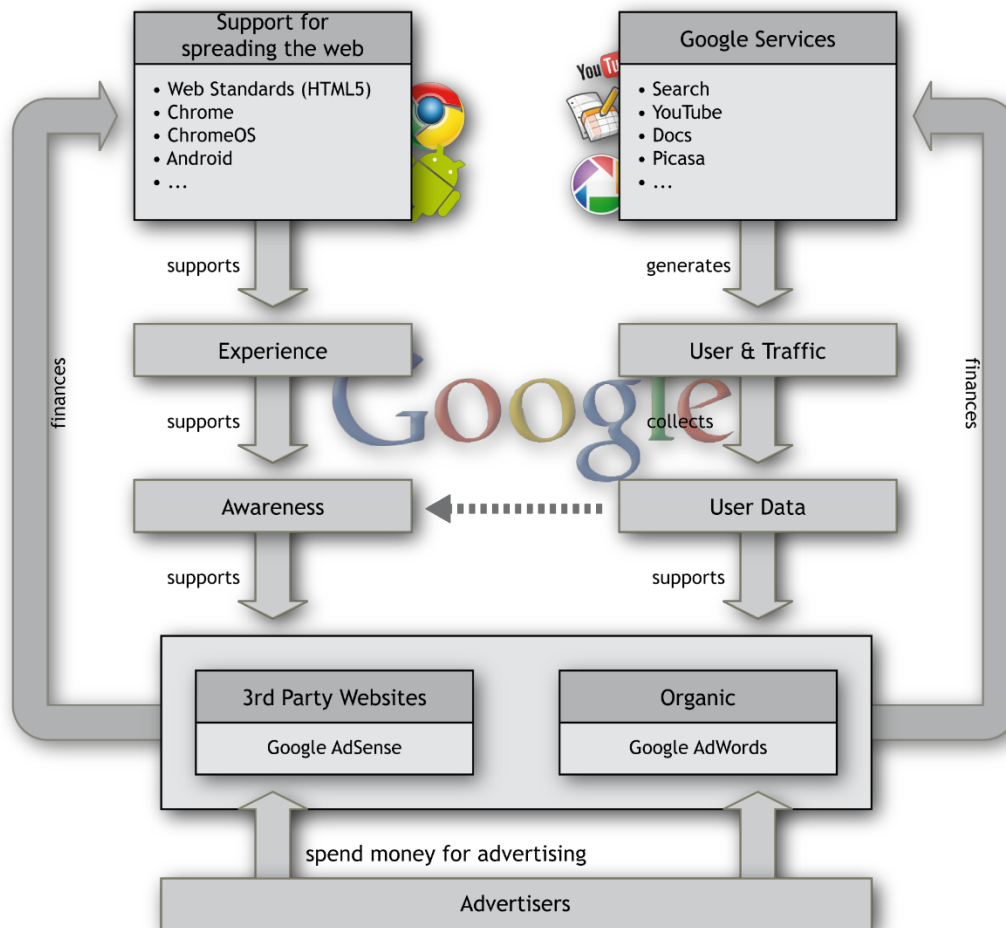 Support for
spreading the web
• Web Standards (HTML5)
• Chrome
• ChromeOS
• Android
• ...
Google Services
YouTu
• Search
• YouTube
• Docs
• Picasa
• ...
supports
generates
Experience
User & Traffic
finances
finances
Google
supports
collects
Awareness
User Data
supports
supports
3rd Party Websites
Google AdSense
Organic
Google AdWords
spend money for advertising
Advertisers